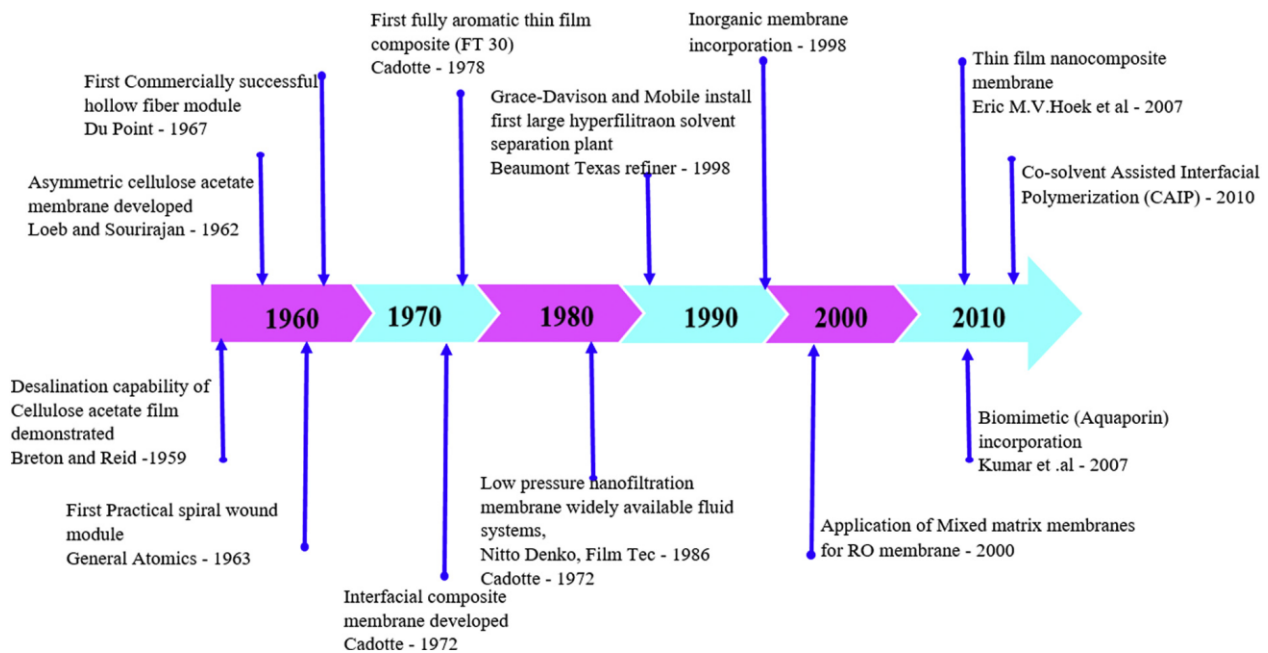 First fully aromatic thin film
composite (FT 30)
Cadotte - 1978
Inorganic membrane
incorporation - 1998
Thin film nanocomposite
membrane
Eric M.V.Hoek et al - 2007
First Commercially successful
hollow fiber module
Du Point - 1967
Grace-Davison and Mobile install
first large hyperfilitraon solvent
separation plant
Beaumont Texas refiner - 1998
Asymmetric cellulose acetate
membrane developed
Loeb and Sourirajan - 1962
Co-solvent Assisted Interfacial
Polymerization (CAIP) - 2010
1960
1970
1980
1990
2000
2010
Desalination capability of
Cellulose acetate film
demonstrated
Breton and Reid -1959
First Practical spiral wound
module
General Atomics - 1963
Interfacial composite
membrane developed
Cadotte - 1972
Low pressure nanofiltration
membrane widely available fluid
systems,
Nitto Denko, Film Tec - 1986
Cadotte - 1972
Application of Mixed matrix membranes
for RO membrane - 2000
Biomimetic (Aquaporin)
incorporation
Kumar et .al - 2007